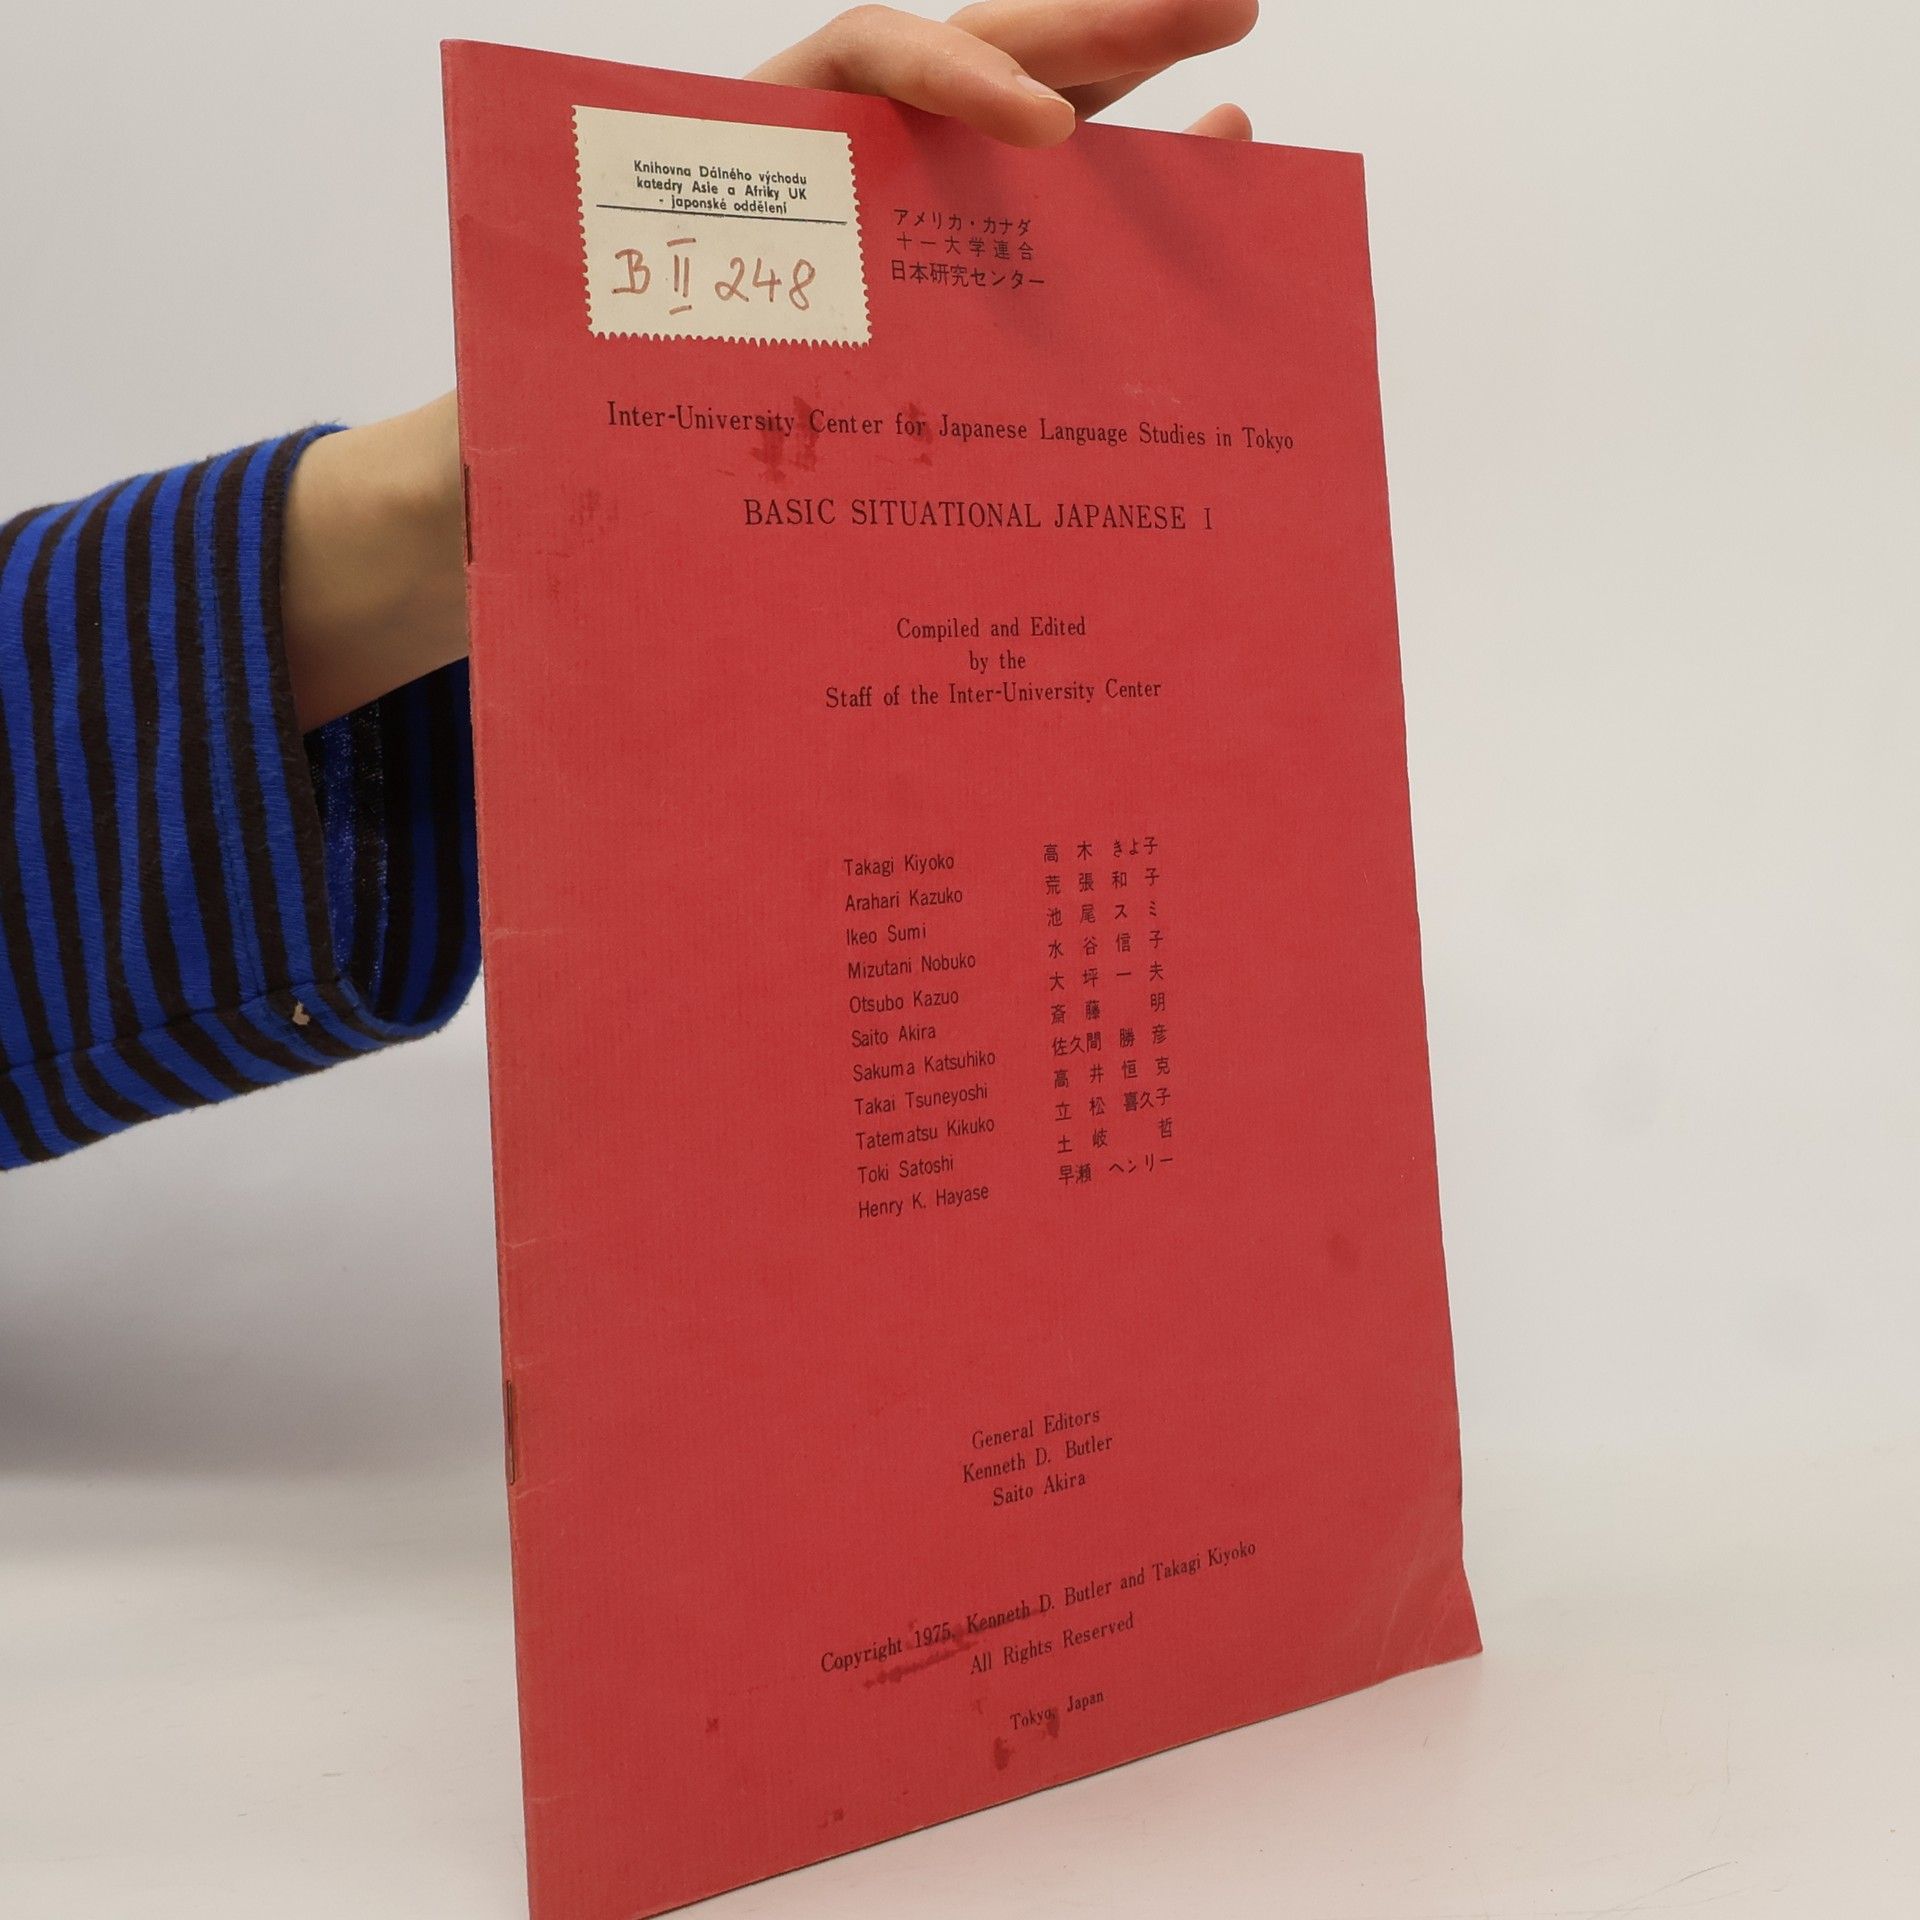 Knihovna Dálného východu
katedry Asie a Afriky UK
- japonské oddělení
B II 248
アメリカ・カナダ
十一大学連合
日本研究センター
Inter-University Center for Japanese Language Studies in Tokyo
BASIC SITUATIONAL JAPANESE I
Compiled and Edited
by the
Staff of the Inter-University Center
Takagi Kiyoko 高木 きよ子
Arahari Kazuko 荒張和子
Ikeo Sumi 池尾スミ
Mizutani Nobuko 水谷信子
Otsubo Kazuo 大坪一夫
Saito Akira 斎藤 明
Sakuma Katsuhiko 佐久間 勝彦
Takai Tsuneyoshi 高井恒克
Tatematsu Kikuko 立松 喜久子
Toki Satoshi 土岐 哲
Henry K. Hayase 早瀬 ヘンリー
General Editors
Kenneth D. Butler
Saito Akira
Copyright 1975, Kenneth D. Butler and Takagi Kiyoko
All Rights Reserved
Tokyo, Japan